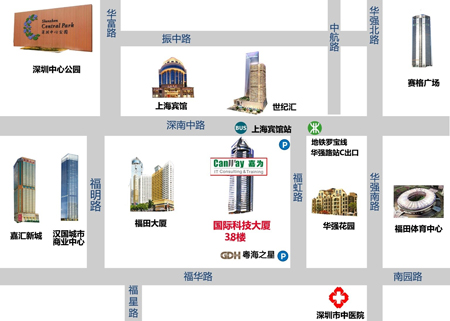 Shenzhen
Central Park
深圳中心公园
深圳中心公园
华富路
振中路
中航路
华强北路
赛格广场
上海宾馆
世纪汇
深南中路
BUS 上海宾馆站
地铁罗宝线
华强路站C出口
P
CanWay 嘉为
IT Consulting & Training
嘉汇新城
汉国城市
商业中心
福明路
福田大厦
国际科技大厦
38楼
福虹路
华强花园
华强南路
福田体育中心
GDH 粤海之星
P
福华路
南园路
福星路
深圳市中医院